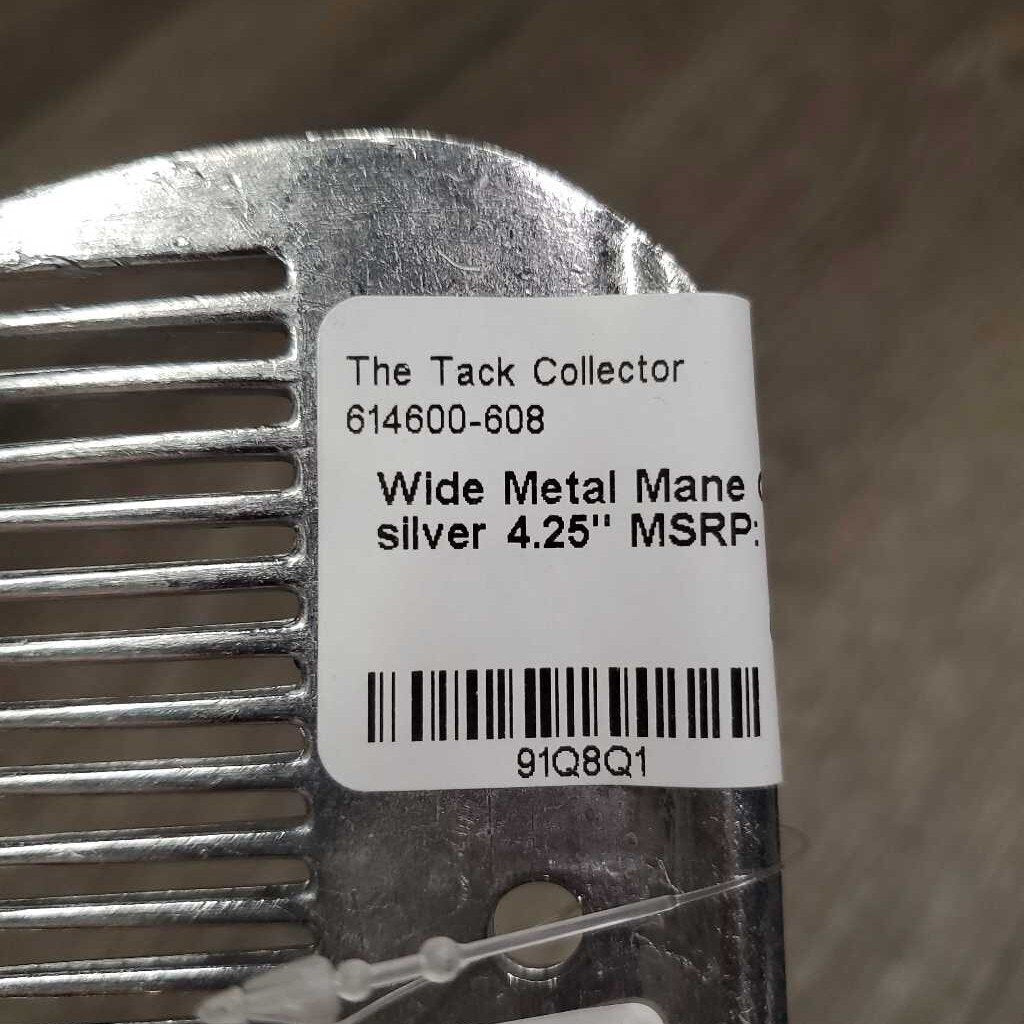 The Tack Collector
614600-608
Wide Metal Mane
silver 4.25" MSRP:
91Q8Q1